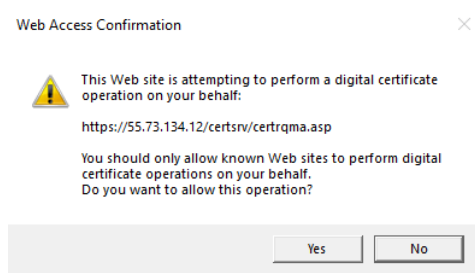 Web Access Confirmation
This Web site is attempting to perform a digital certificate
operation on your behalf:
https://55.73.134.12/certsrv/certrqma.asp
You should only allow known Web sites to perform digital
certificate operations on your behalf.
Do you want to allow this operation?
Yes
No